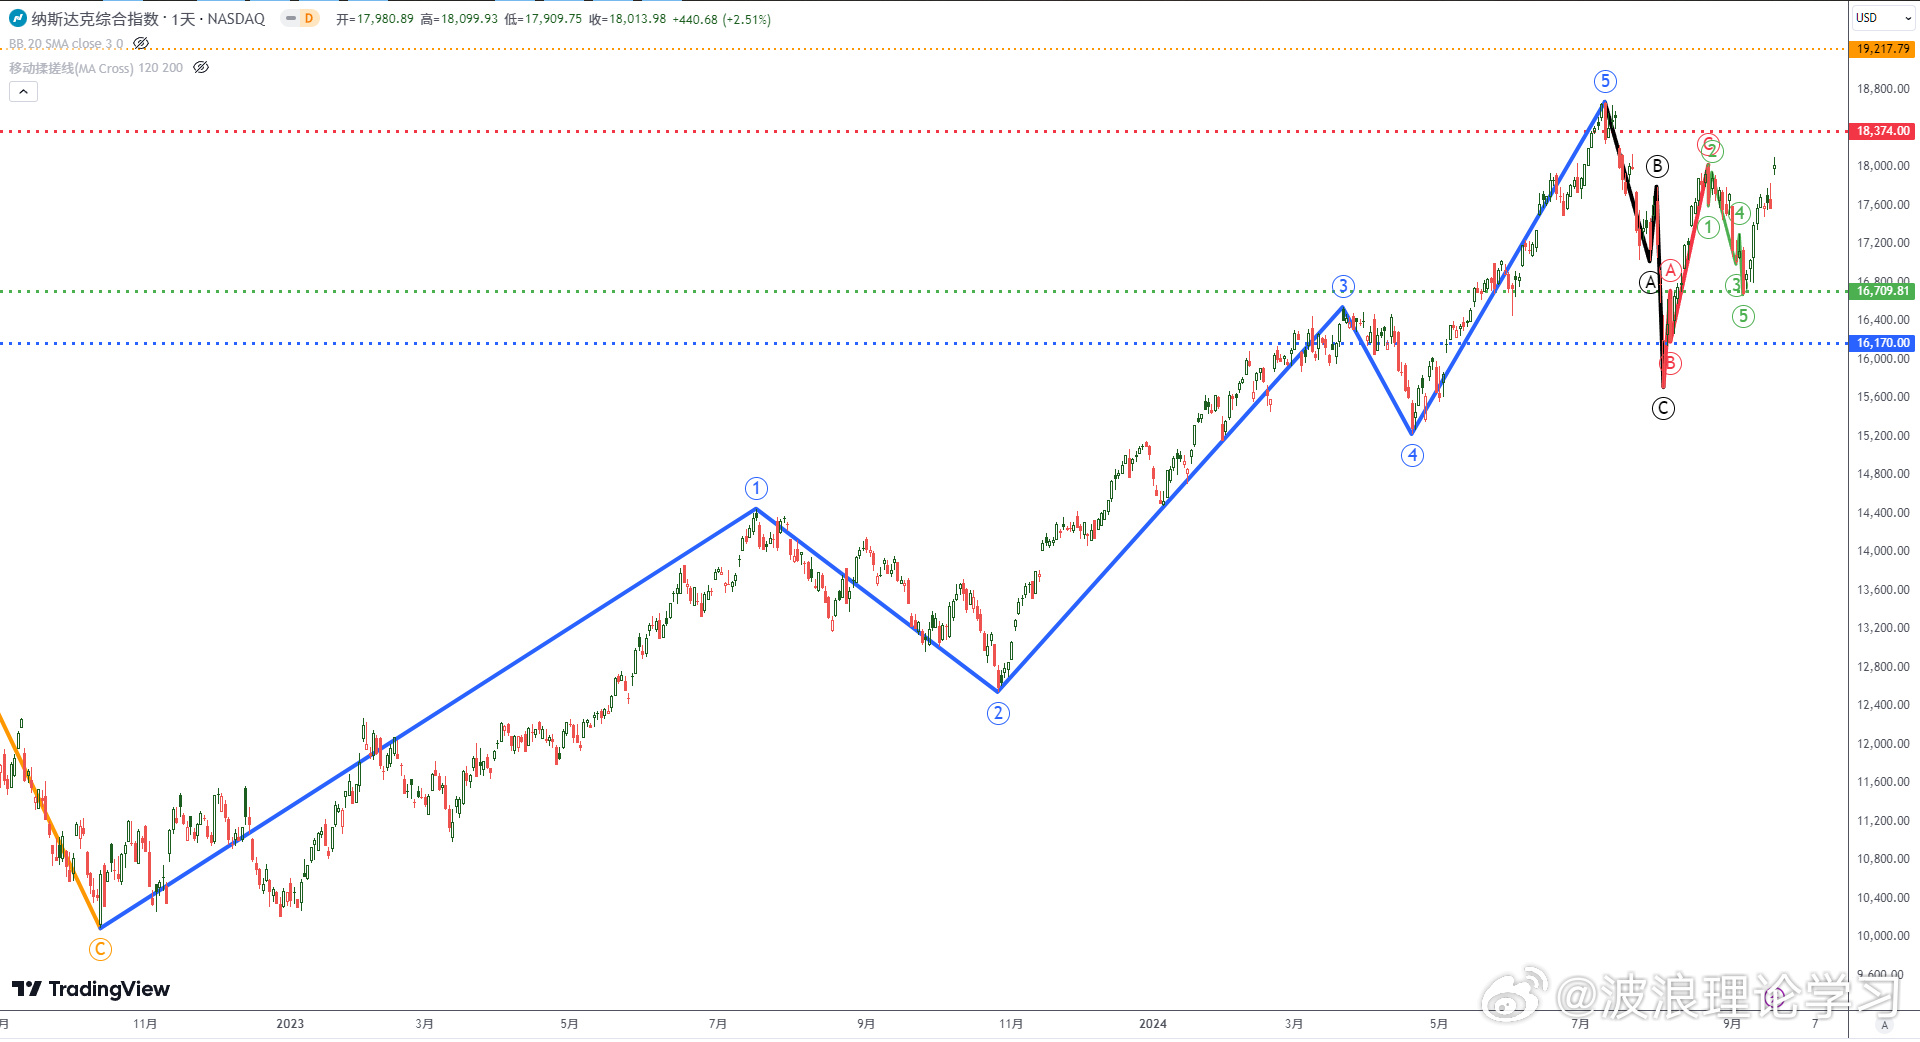 纳斯达克综合指数 · 1天 · NASDAQ D 开=17,980.89 高=18,099.93 低=17,909.75 收=18,013.98 +440.68 (+2.51%)
USD
BB 20 SMA close 3 0
移动揉搓线(MA Cross) 120 200
19,217.79
18,800.00
18,374.00
18,000.00
17,600.00
17,200.00
16,800.00
16,709.81
16,400.00
16,170.00
16,000.00
15,600.00
15,200.00
14,800.00
14,400.00
14,000.00
13,600.00
13,200.00
12,800.00
12,400.00
12,000.00
11,600.00
11,200.00
10,800.00
10,400.00
10,000.00
9,600.00
5
B
C
2
4
1
A
A
3
3
5
B
C
4
1
2
C
TradingView
@波浪理论学习
月 11月 2023 3月 5月 7月 9月 11月 2024 3月 5月 7月 9月 7 A